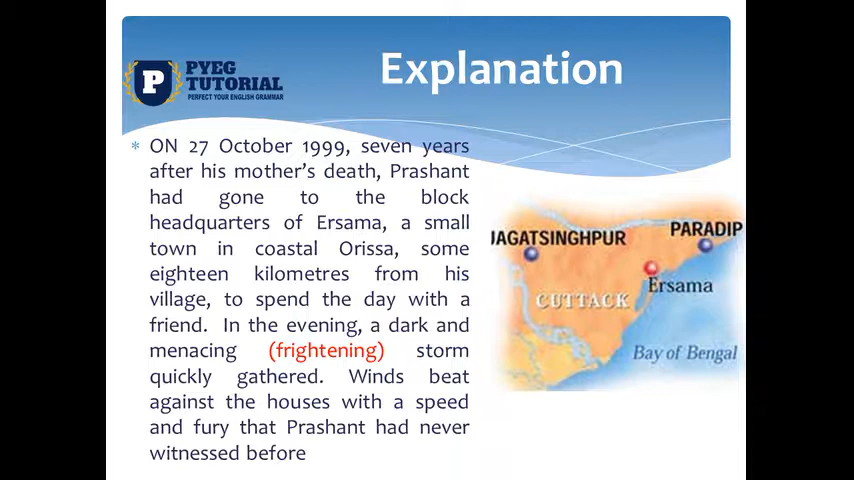 Explanation
PYEG
TUTORIAL
PERFECT YOUR ENGLISH GRAMMAR
ON 27 October 1999, seven years
after his mother's death, Prashant
had gone to the block
headquarters of Ersama, a small
town in coastal Orissa, some
eighteen kilometres from his
village, to spend the day with a
friend. In the evening, a dark and
menacing (frightening) storm
quickly gathered. Winds beat
against the houses with a speed
and fury that Prashant had never
witnessed before
JAGATSINGHPUR
PARADIP
Ersama
CUTTACK
Bay of Bengal
P